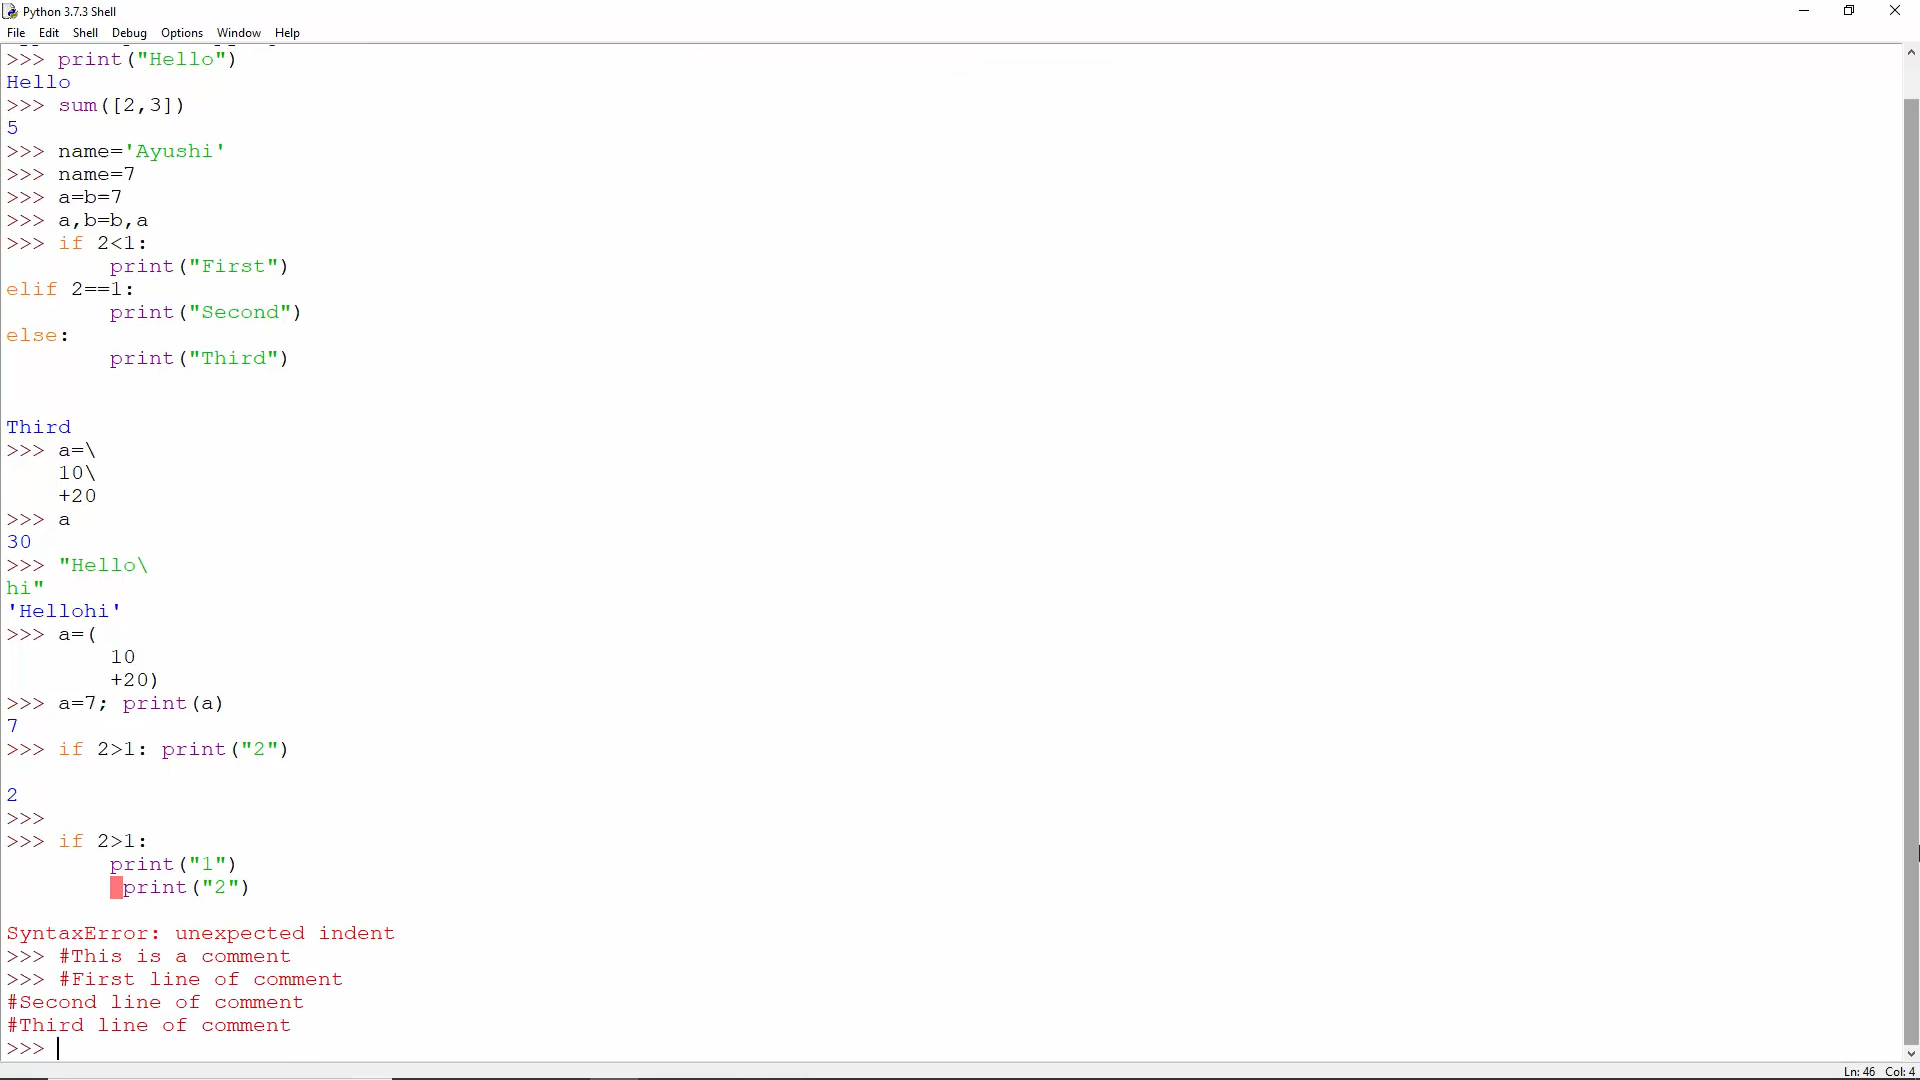 Python 3.7.3 Shell
File Edit Shell Debug Options Window Help
>>> print("Hello")
Hello
>>> sum([2,3])
5
>>> name='Ayushi'
>>> name=7
>>> a=b=7
>>> a,b=b,a
>>> if 2<1:
        print("First")
elif 2==1:
        print("Second")
else:
        print("Third")
Third
>>> a=\
    10\
    +20
>>> a
30
>>> "Hello\
hi"
'Hellohi'
>>> a=(
        10
        +20)
>>> a=7; print(a)
7
>>> if 2>1: print("2")
2
>>>
>>> if 2>1:
        print("1")
         print("2")
SyntaxError: unexpected indent
>>> #This is a comment
>>> #First line of comment
#Second line of comment
#Third line of comment
>>>
Ln: 46 Col: 4